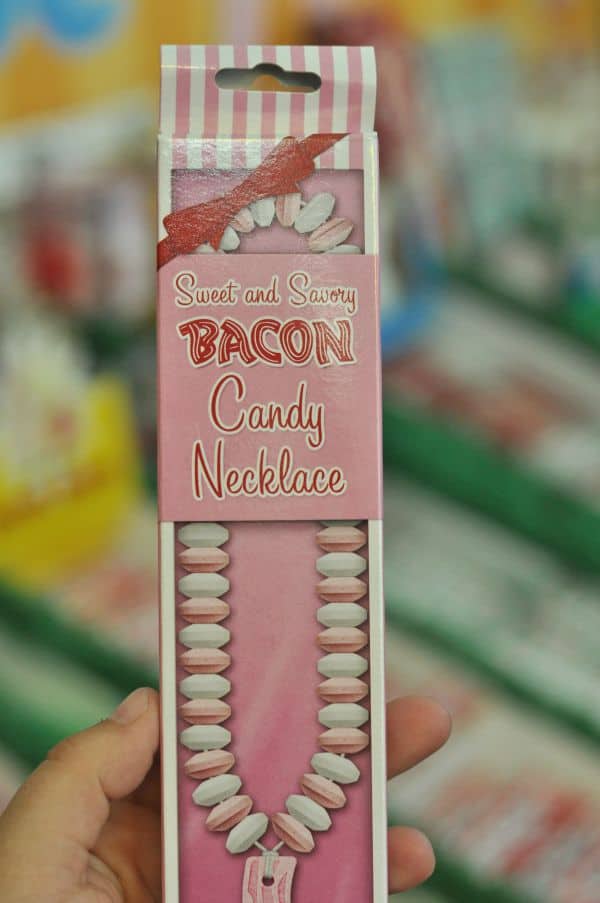 Sweet and Savory
BACON
Candy
Necklace